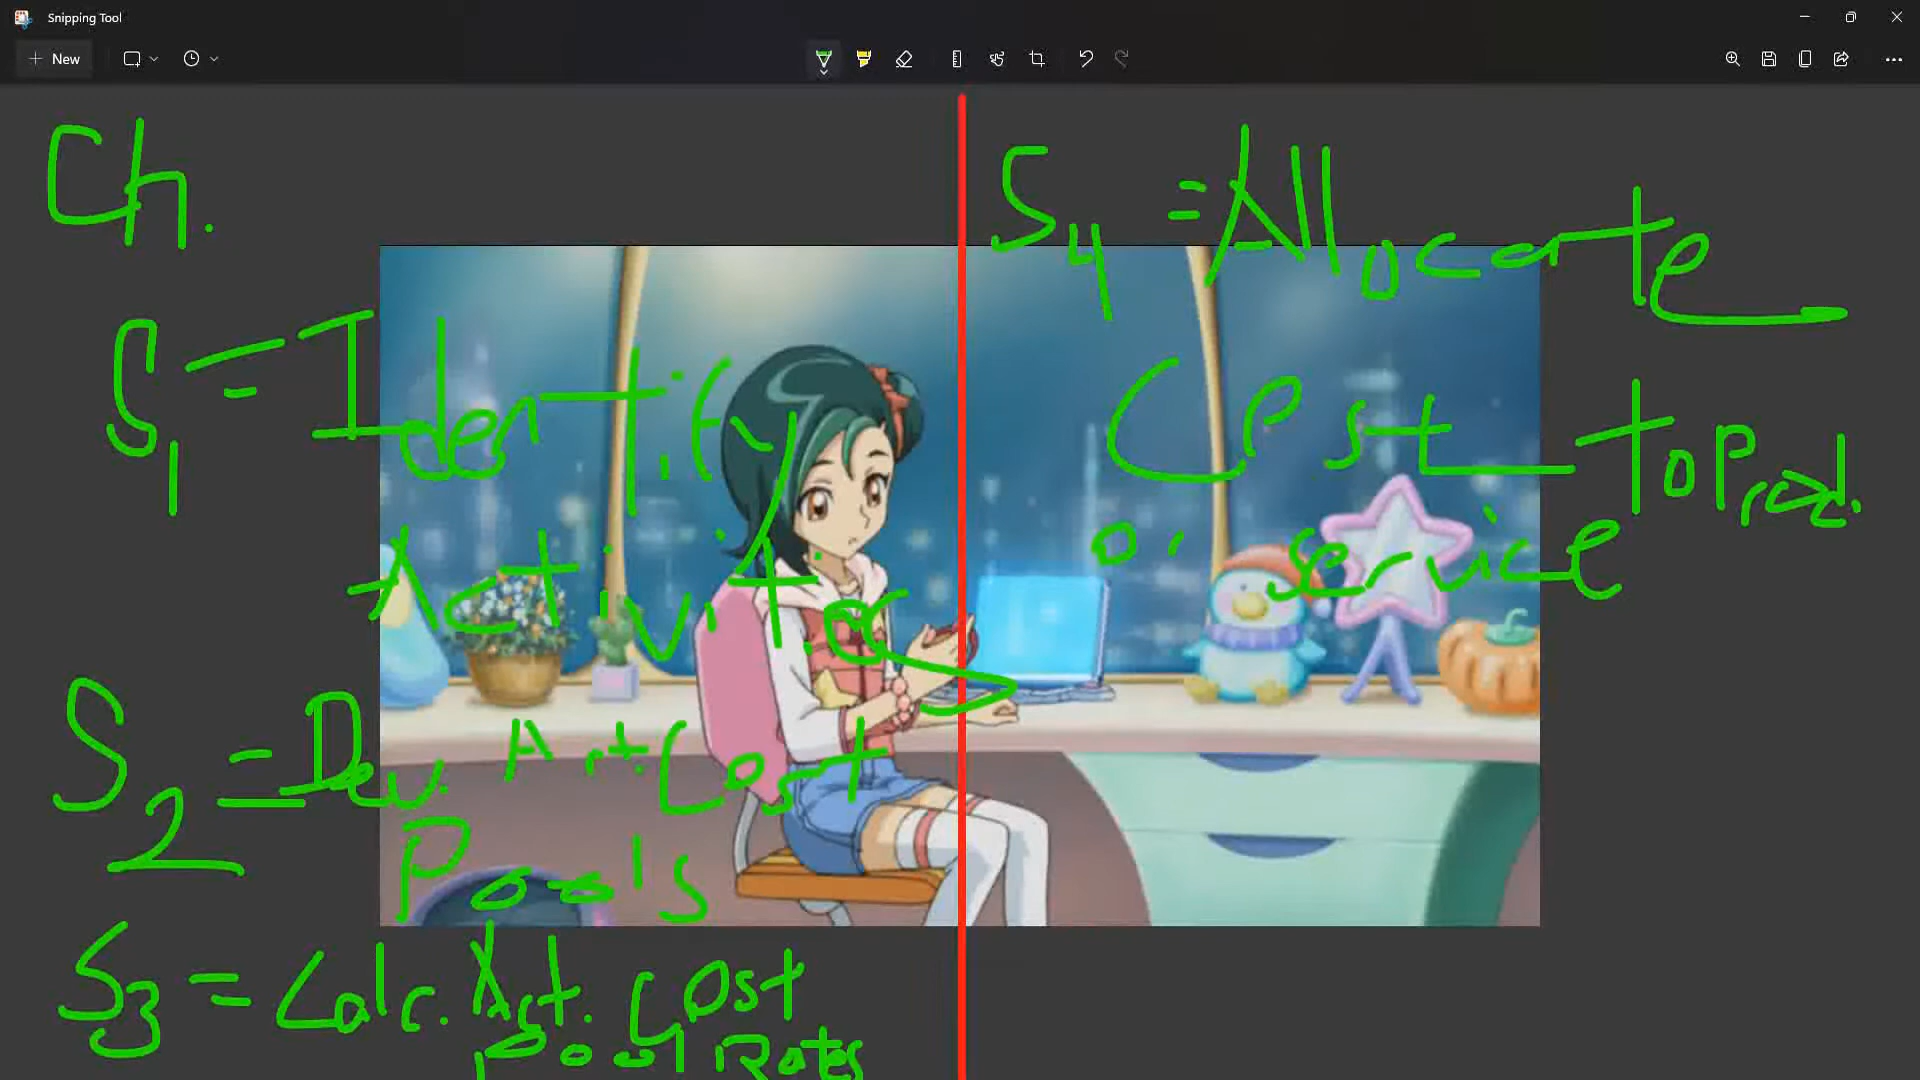 Snipping Tool
New
Ch.
S1 = Identify
Activities
S2 = Dev. Act. Cost
Pools
S3 = Calc. Act. Cost
Pool Rates
S4 = Allocate
Cost to Prod.
or service